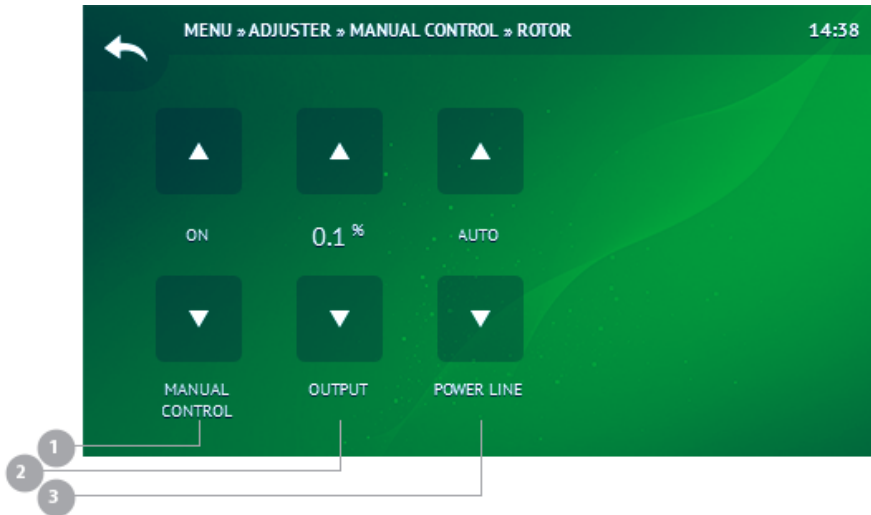 MENU » ADJUSTER » MANUAL CONTROL » ROTOR 14:38
ON 0.1 % AUTO
MANUAL CONTROL OUTPUT POWER LINE
1
2
3